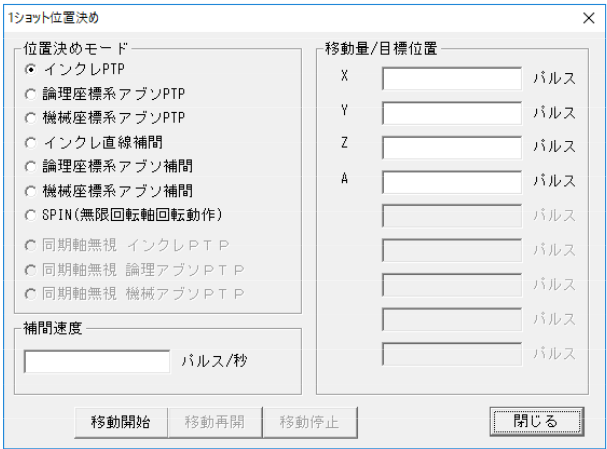 1ショット位置決め
位置決めモード
インクレPTP
論理座標系アブソPTP
機械座標系アブソPTP
インクレ直線補間
論理座標系アブソ補間
機械座標系アブソ補間
SPIN(無限回転軸回転動作)
同期軸無視 インクレPTP
同期軸無視 論理アブソPTP
同期軸無視 機械アブソPTP
補間速度
パルス/秒
移動量/目標位置
X パルス
Y パルス
Z パルス
A パルス
パルス
パルス
パルス
パルス
パルス
移動開始 移動再開 移動停止 閉じる